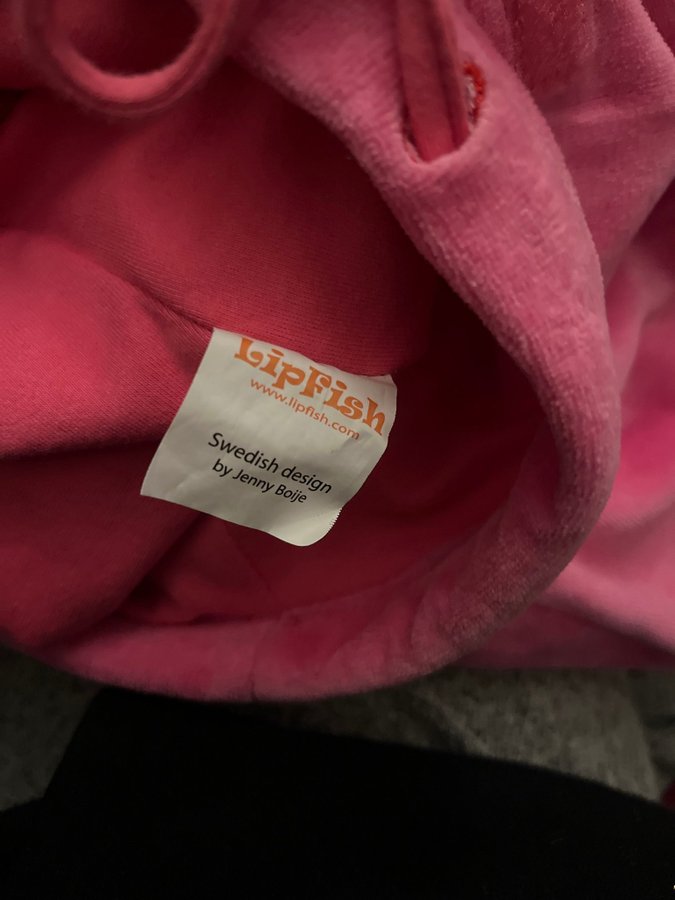 LipFish
www.lipfish.com
Swedish design
by Jenny Boije